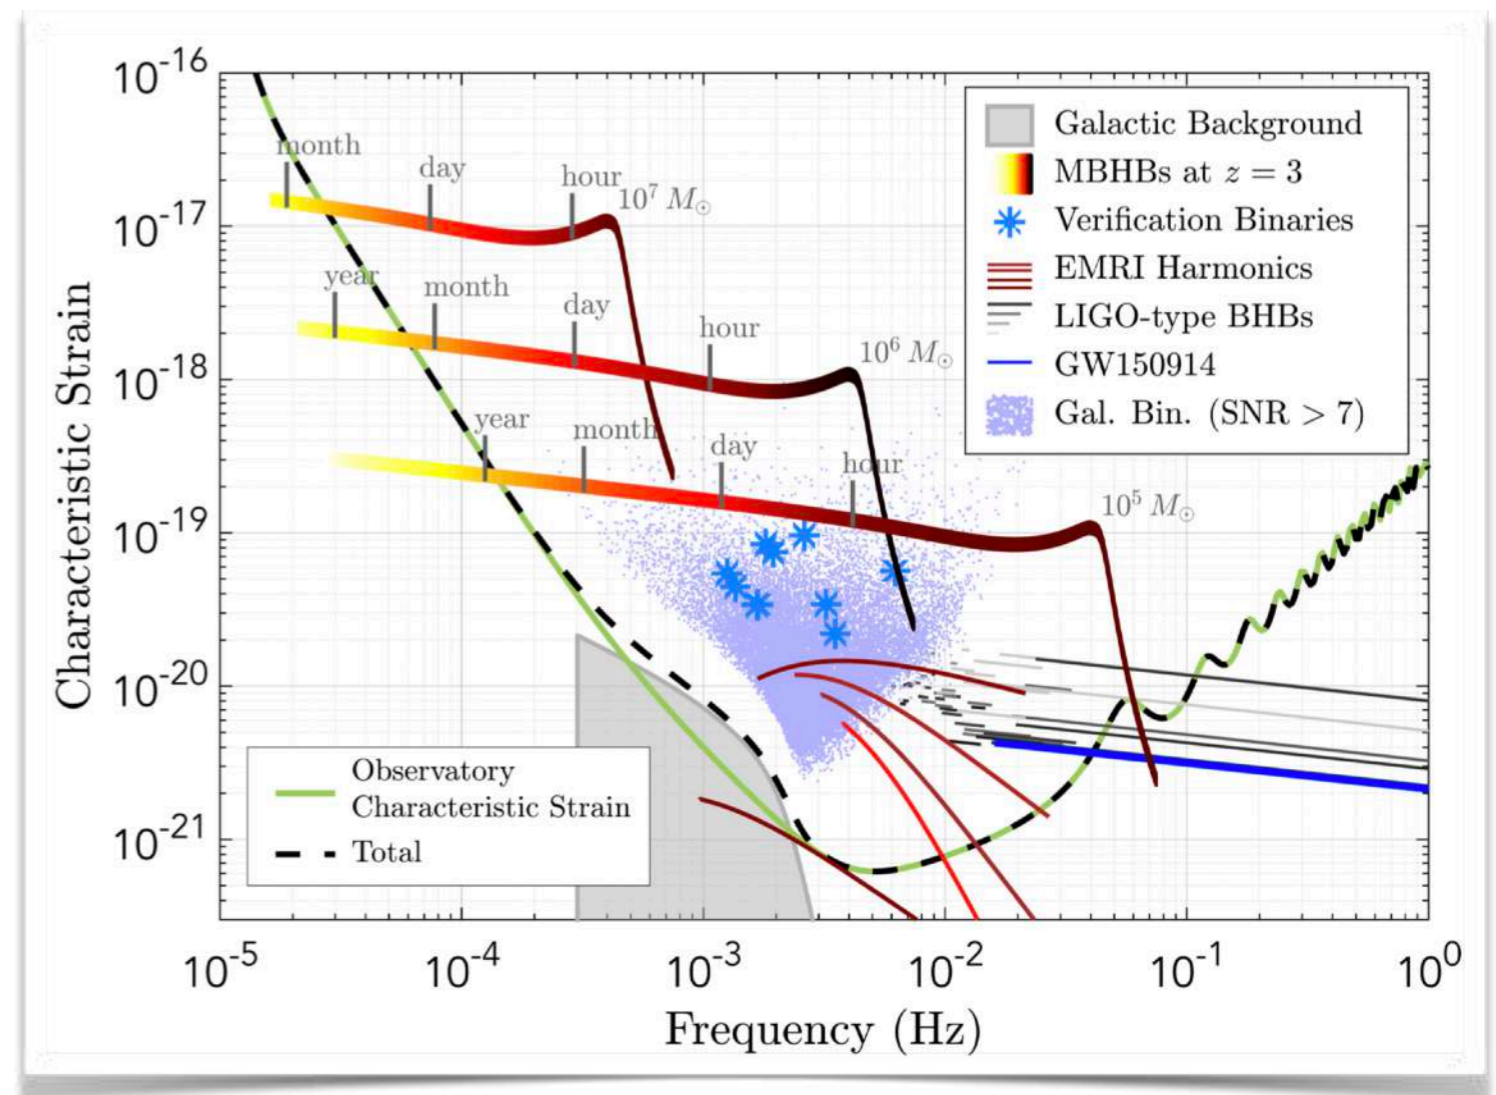 10-16
10-17
10-18
10-19
10-20
10-21
Characteristic Strain
month
day
hour
10^7 M⊙
year
month
day
hour
10^6 M⊙
year
month
day
hour
10^5 M⊙
Galactic Background
MBHBs at z = 3
Verification Binaries
EMRI Harmonics
LIGO-type BHBs
GW150914
Gal. Bin. (SNR > 7)
Observatory
Characteristic Strain
Total
10-5 10-4 10-3 10-2 10-1 10^0
Frequency (Hz)